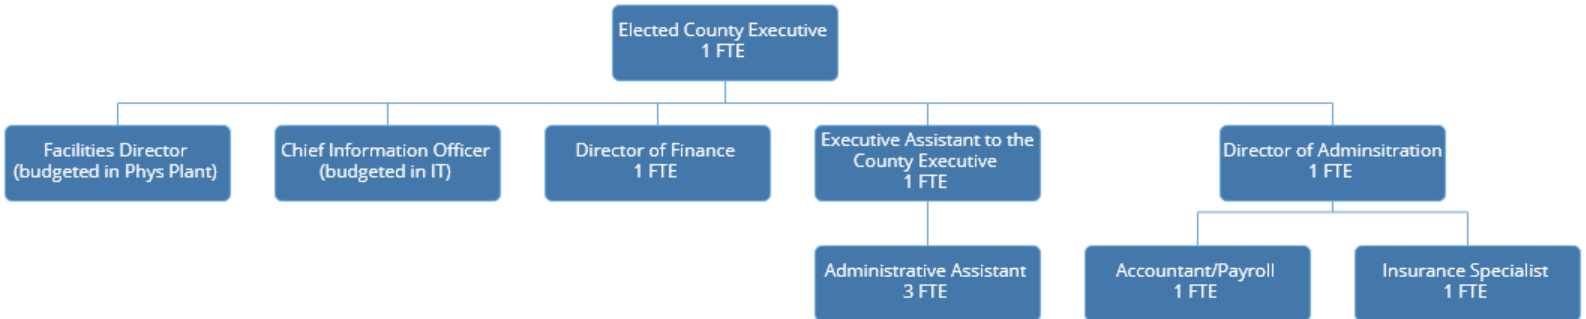 Elected County Executive
1 FTE
Facilities Director
(budgeted in Phys Plant)
Chief Information Officer
(budgeted in IT)
Director of Finance
1 FTE
Executive Assistant to the
County Executive
1 FTE
Director of Adminsitration
1 FTE
Administrative Assistant
3 FTE
Accountant/Payroll
1 FTE
Insurance Specialist
1 FTE